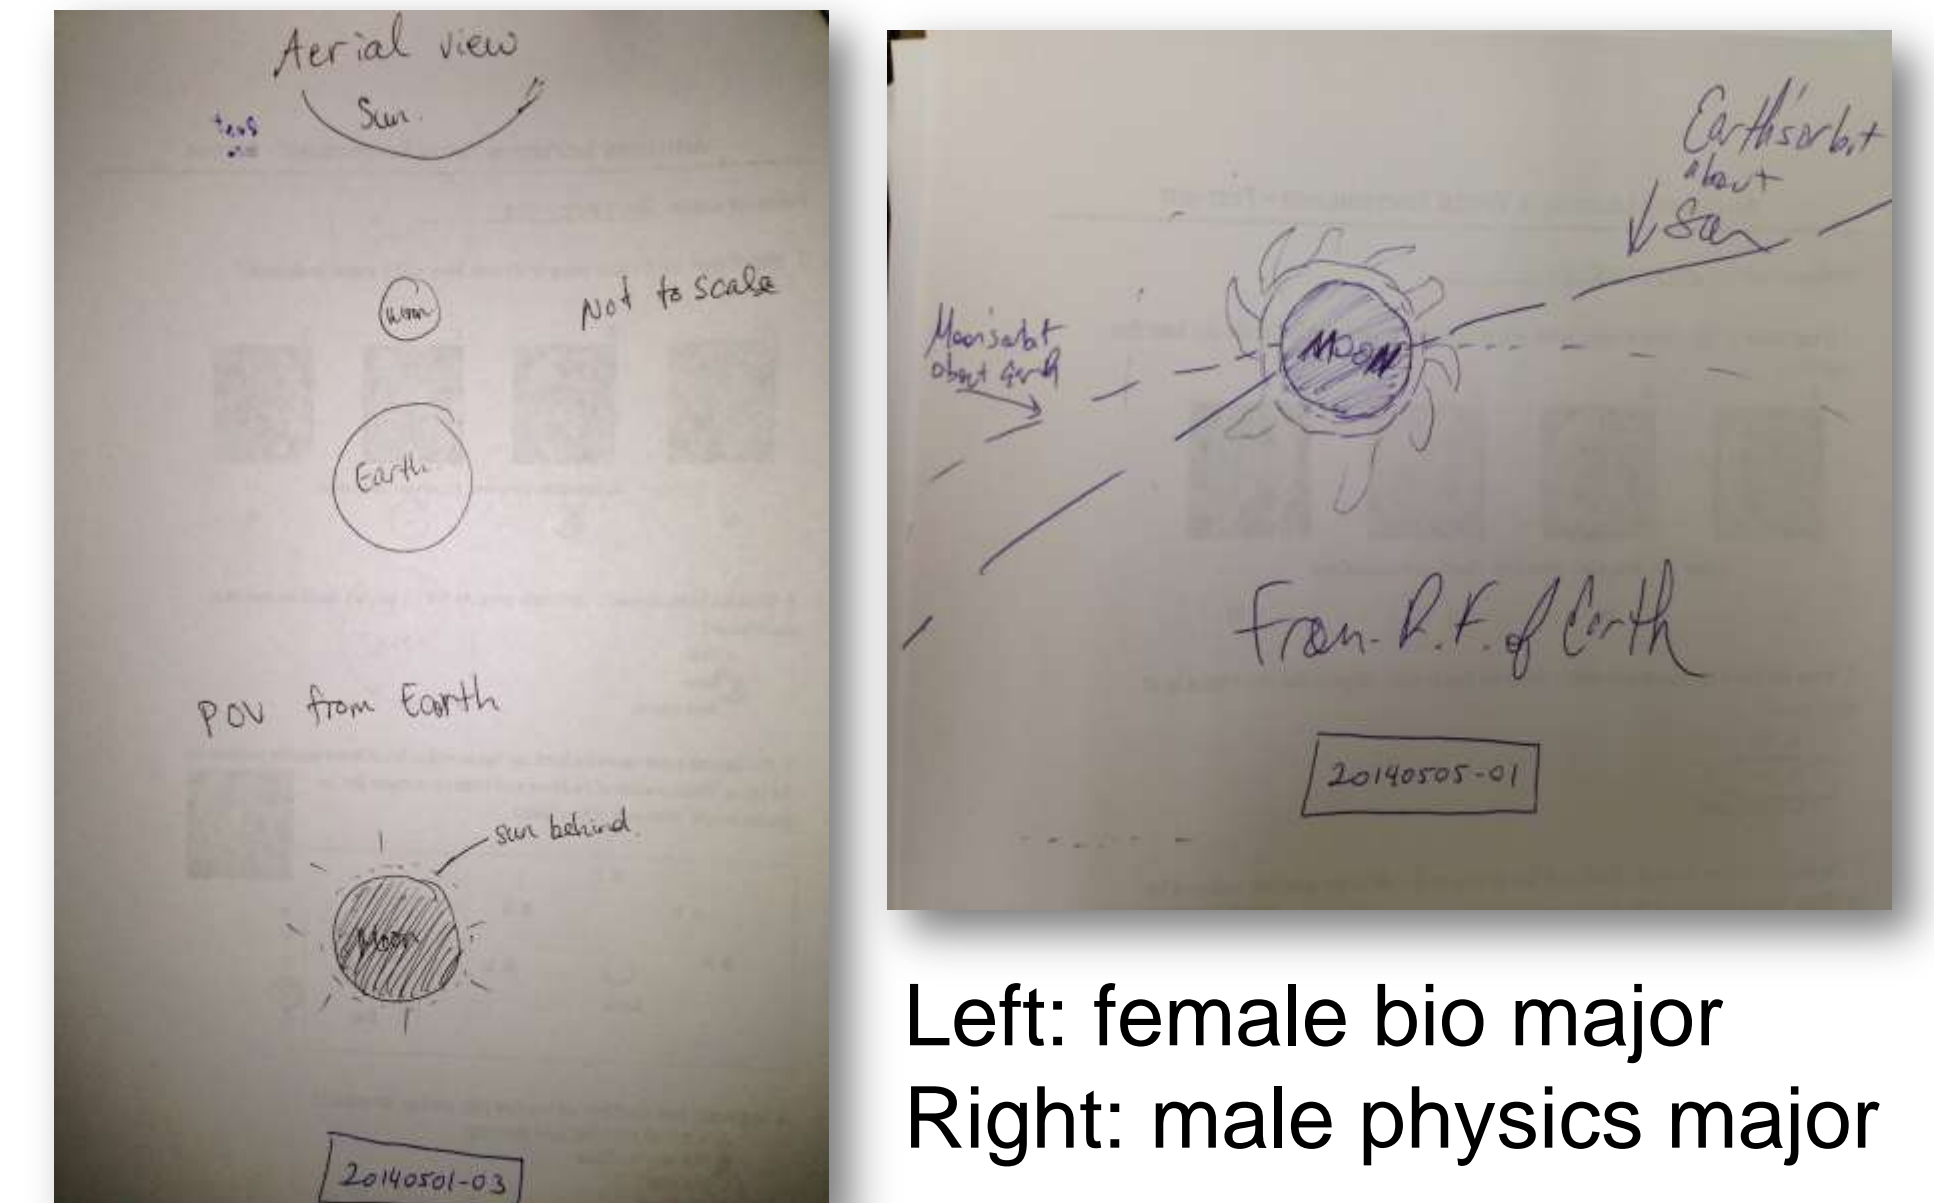 Aerial view
Sun.
Moon
Not to scale
Earth
POV from Earth
sun behind.
Moon
20140501-03
Earth's orbit
about
Sun
Moon's orbit
about Earth
MOON
From R.F. of Earth
20140505-01
Left: female bio major
Right: male physics major